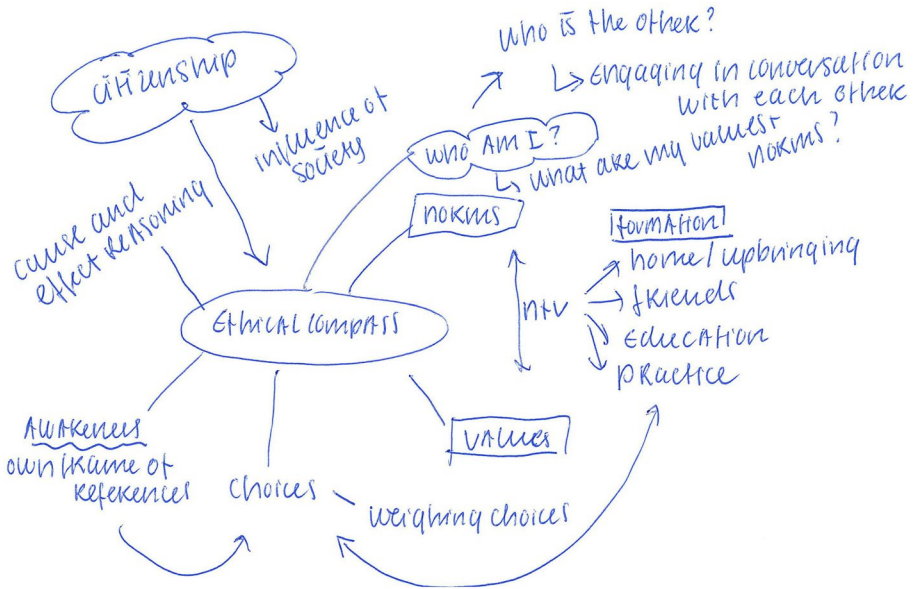 citizenship
influence of
society
cause and
effect reasoning
Who is the other?
↳ Engaging in conversation
with each other
Who AM I?
↳ What are my values+
norms?
norms
formation
home/upbringing
n+v
friends
Education
practice
Ethical compass
Awareness
own frame of
references
choices
weighing choices
values